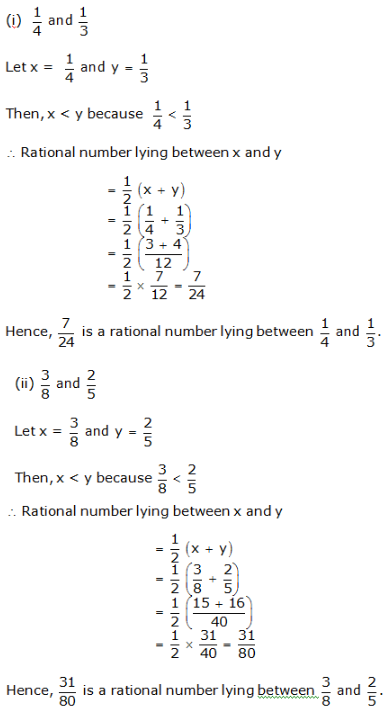 (i) 1/4 and 1/3
Let x = 1/4 and y = 1/3
Then, x < y because 1/4 < 1/3
∴ Rational number lying between x and y
= 1/2 (x + y)
= 1/2 (1/4 + 1/3)
= 1/2 ((3 + 4)/12)
= 1/2 × 7/12 = 7/24
Hence, 7/24 is a rational number lying between 1/4 and 1/3.
(ii) 3/8 and 2/5
Let x = 3/8 and y = 2/5
Then, x < y because 3/8 < 2/5
∴ Rational number lying between x and y
= 1/2 (x + y)
= 1/2 (3/8 + 2/5)
= 1/2 ((15 + 16)/40)
= 1/2 × 31/40 = 31/80
Hence, 31/80 is a rational number lying between 3/8 and 2/5.